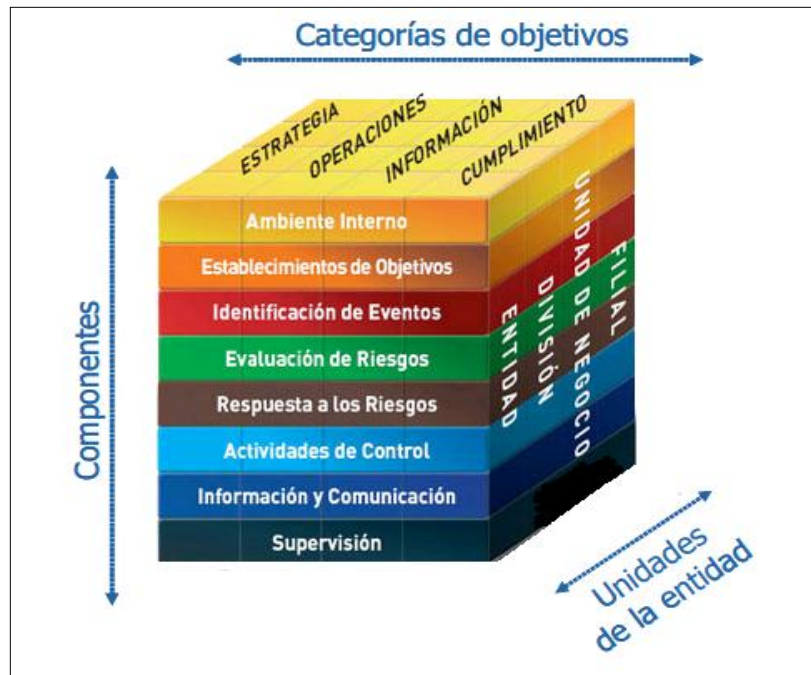 Categorías de objetivos
ESTRATEGIA
OPERACIONES
INFORMACIÓN
CUMPLIMIENTO
Componentes
Ambiente Interno
Establecimientos de Objetivos
Identificación de Eventos
Evaluación de Riesgos
Respuesta a los Riesgos
Actividades de Control
Información y Comunicación
Supervisión
ENTIDAD
DIVISIÓN
UNIDAD DE NEGOCIO
FILIAL
Unidades
de la entidad